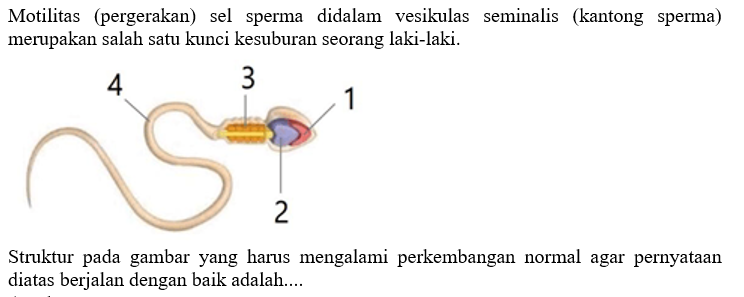 Motilitas (pergerakan) sel sperma didalam vesikulas seminalis (kantong sperma)
merupakan salah satu kunci kesuburan seorang laki-laki.
4
3
1
2
Struktur pada gambar yang harus mengalami perkembangan normal agar pernyataan
diatas berjalan dengan baik adalah....